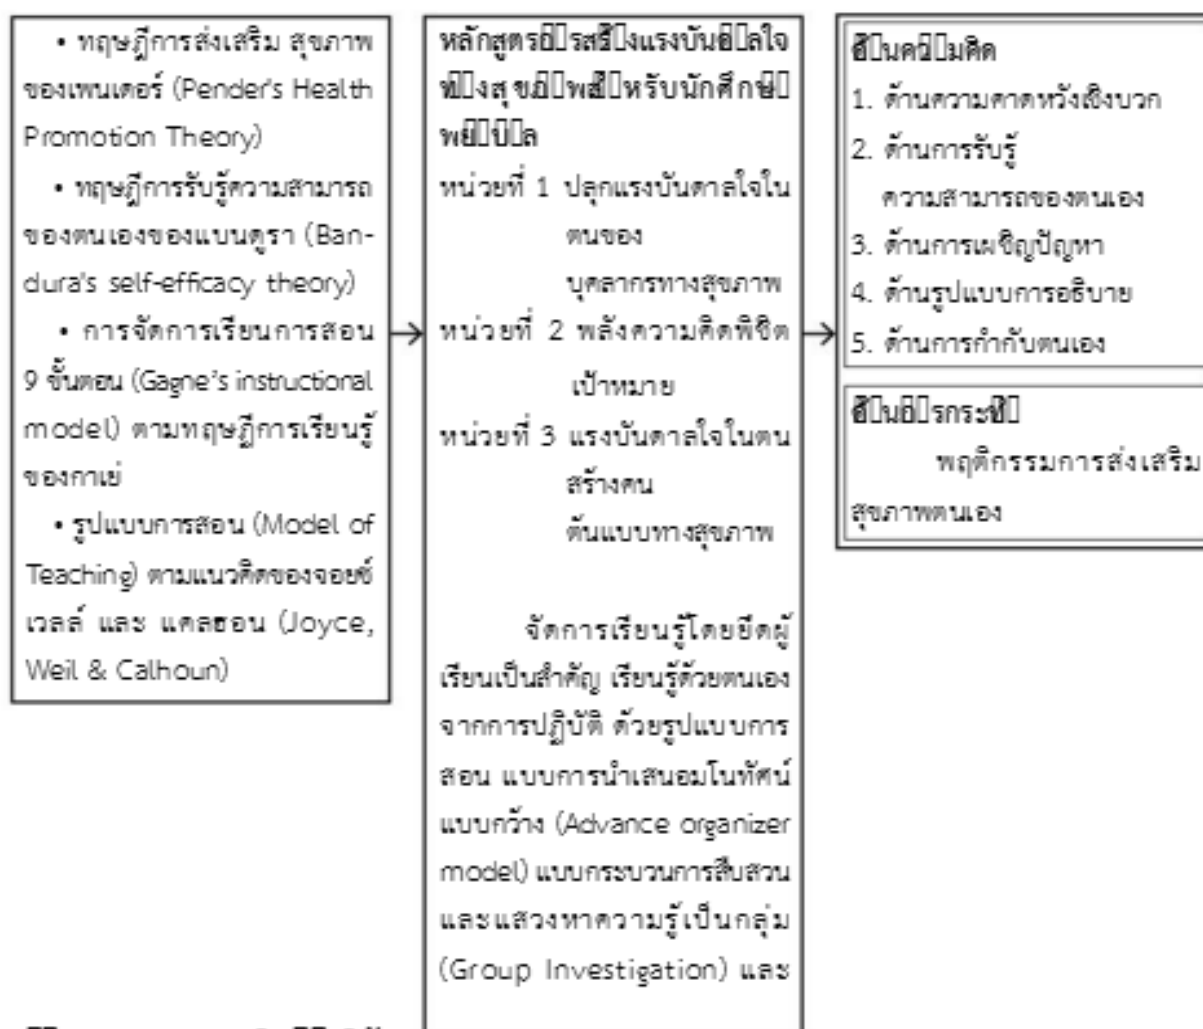 • ทฤษฎีการส่งเสริม สุขภาพ
ของเพนเดอร์ (Pender's Health
Promotion Theory)
• ทฤษฎีการรับรู้ความสามารถ
ของตนเองของแบนดูรา (Ban-
dura's self-efficacy theory)
• การจัดการเรียนการสอน
9 ขั้นตอน (Gagne's instructional
model) ตามทฤษฎีการเรียนรู้
ของกาเย่
• รูปแบบการสอน (Model of
Teaching) ตามแนวคิดของจอยซ์
เวลล์ และ แคลฮอน (Joyce,
Weil & Calhoun)
หน่วยที่ 1 ปลุกแรงบันดาลใจใน
ตนของ
บุคลากรทางสุขภาพ
หน่วยที่ 2 พลังความคิดพิชิต
เป้าหมาย
หน่วยที่ 3 แรงบันดาลใจในตน
สร้างคน
ต้นแบบทางสุขภาพ
จัดการเรียนรู้โดยยึดผู้
เรียนเป็นสำคัญ เรียนรู้ด้วยตนเอง
จากการปฏิบัติ ด้วยรูปแบบการ
สอน แบบการนำเสนอมโนทัศน์
แบบกว้าง (Advance organizer
model) แบบกระบวนการสืบสวน
และแสวงหาความรู้เป็นกลุ่ม
(Group Investigation) และ
1. ด้านความคาดหวังเชิงบวก
2. ด้านการรับรู้
ความสามารถของตนเอง
3. ด้านการเผชิญปัญหา
4. ด้านรูปแบบการอธิบาย
5. ด้านการกำกับตนเอง
พฤติกรรมการส่งเสริม
สุขภาพตนเอง